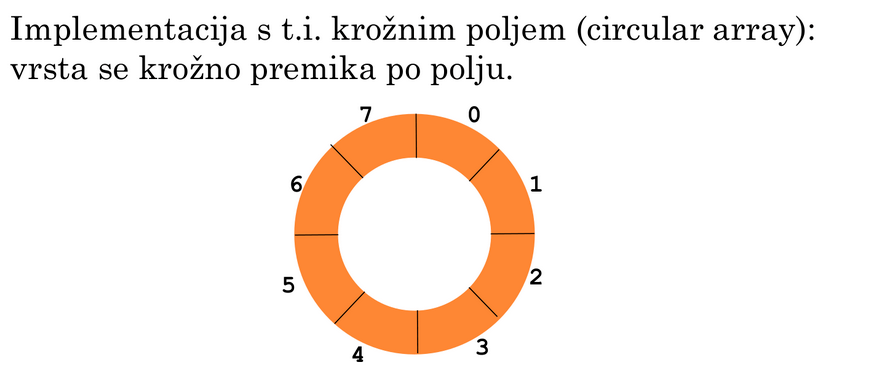 Implementacija s t.i. krožnim poljem (circular array):
vrsta se krožno premika po polju.
7 0
6 1
5 2
4 3